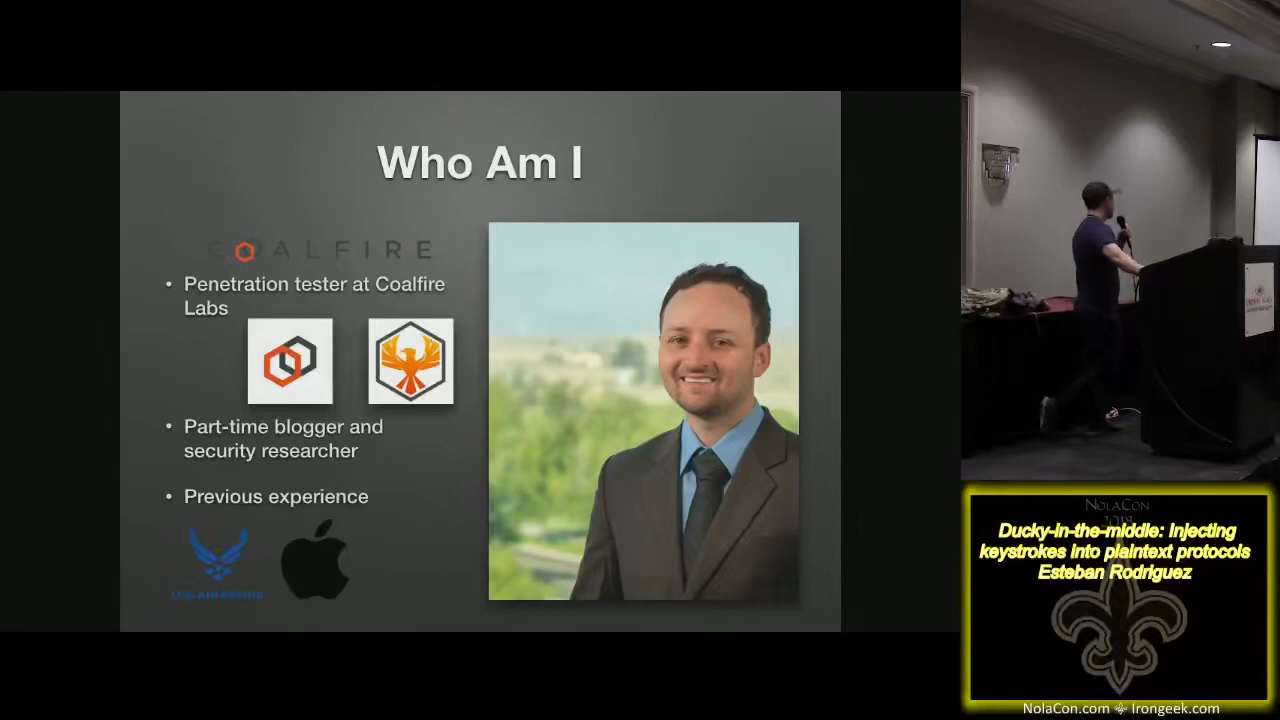 Who Am I
COALFIRE
• Penetration tester at Coalfire
Labs
• Part-time blogger and
security researcher
• Previous experience
U.S. AIR FORCE
NOLACON
2018
Ducky-in-the-middle: Injecting
keystrokes into plaintext protocols
Esteban Rodriguez
NolaCon.com Irongeek.com